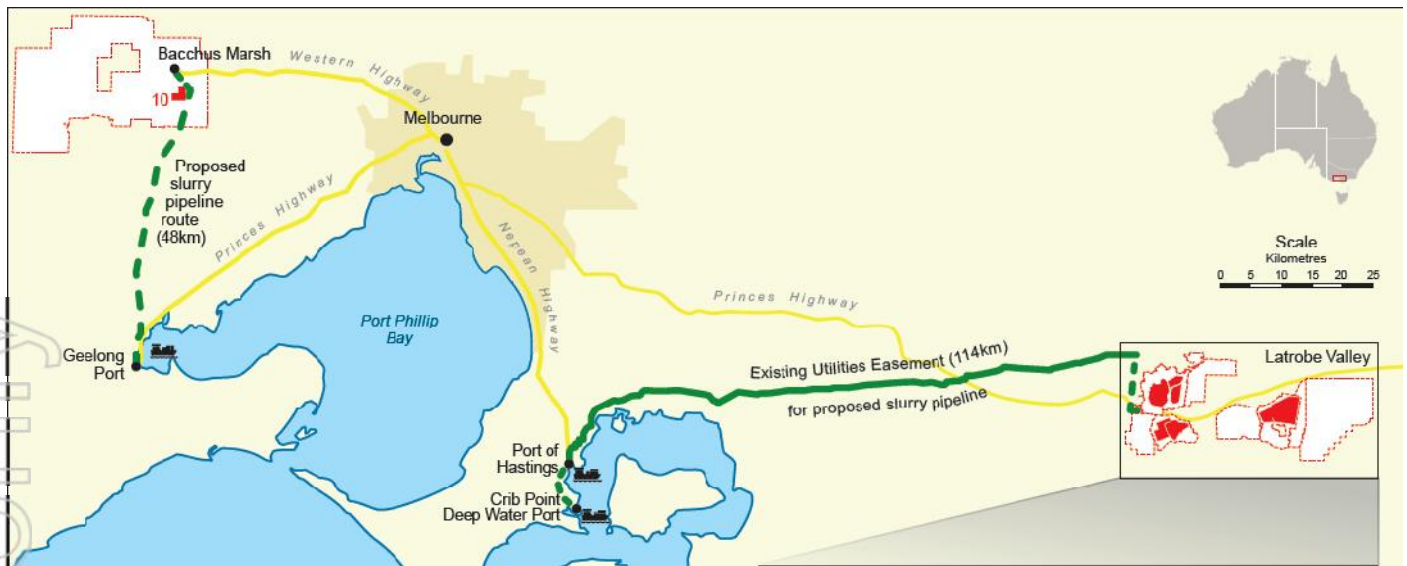 Bacchus Marsh
Western Highway
10
Melbourne
Proposed
slurry
pipeline
route
(48km)
Princes Highway
Nepean Highway
Scale
Kilometres
0 5 10 15 20 25
Princes Highway
Port Phillip
Bay
Geelong
Port
Existing Utilities Easement (114km)
for proposed slurry pipeline
Latrobe Valley
Port of
Hastings
Crib Point
Deep Water Port